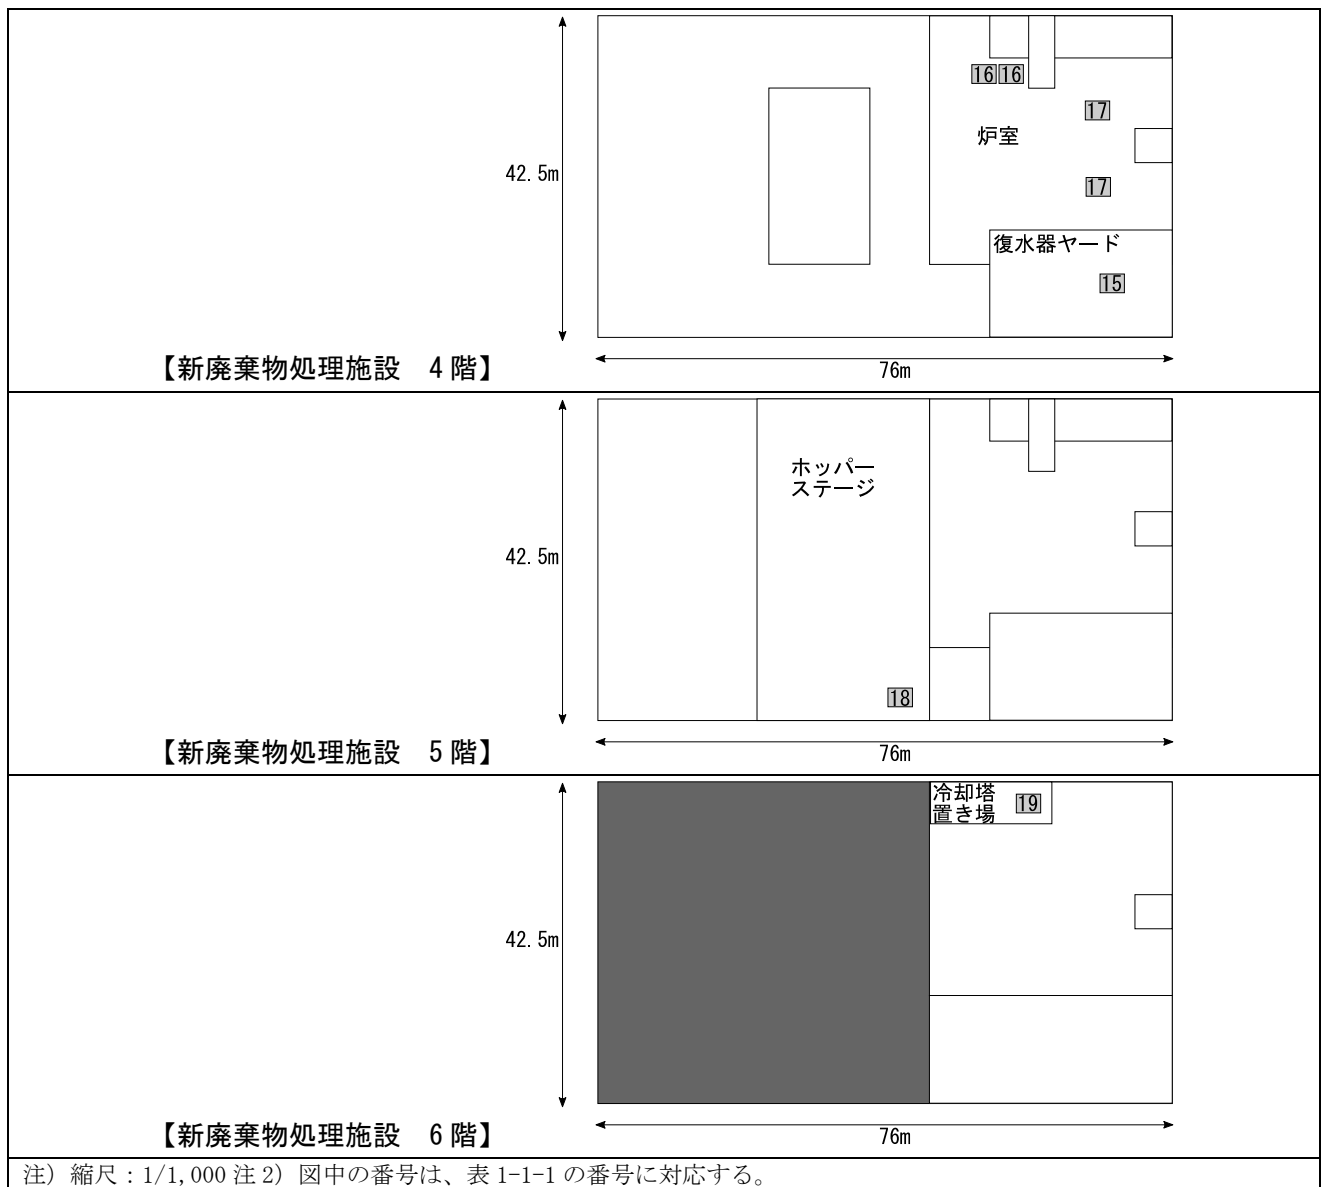 16 16
17
炉室
42.5m
17
復水器ヤード
15
【新廃棄物処理施設　4階】
76m
ホッパー
ステージ
42.5m
18
【新廃棄物処理施設　5階】
76m
冷却塔
置き場
19
42.5m
【新廃棄物処理施設　6階】
76m
注）縮尺：1/1,000 注2）図中の番号は、表1-1-1の番号に対応する。